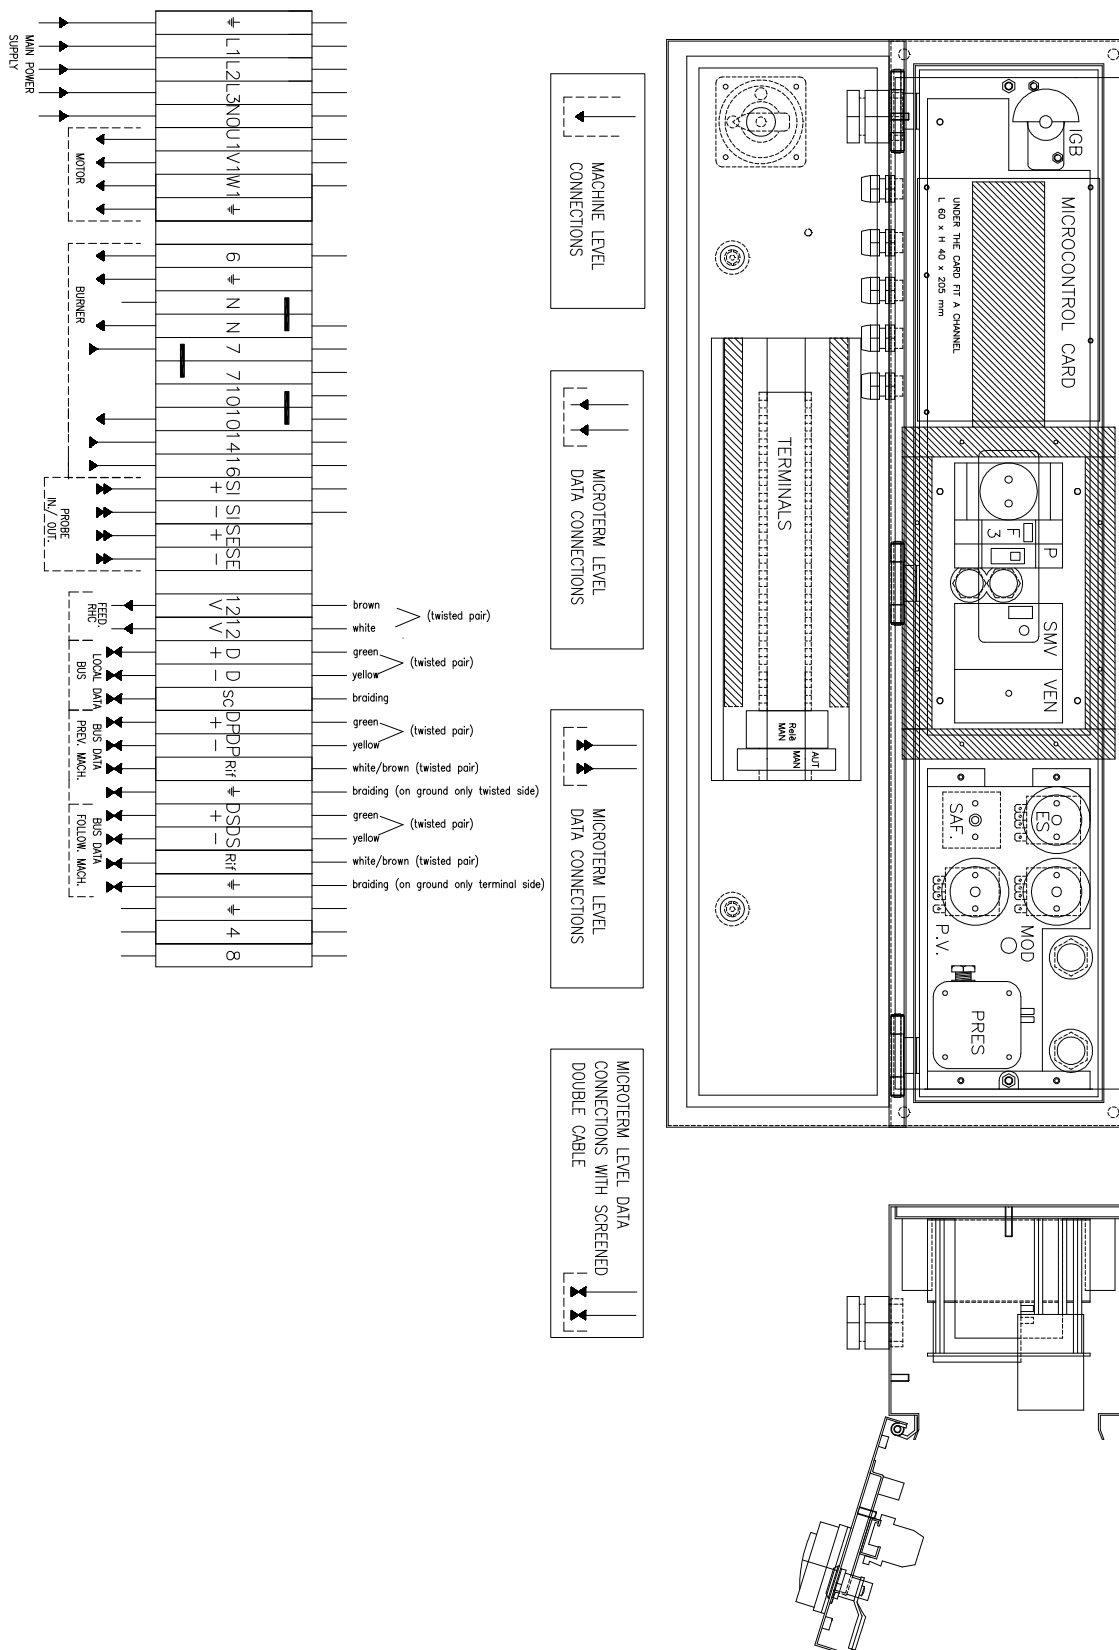 MAIN POWER
SUPPLY
MOTOR
BURNER
PROBE
IN./ OUT.
FEED.
RHC
LOCAL DATA
BUS
BUS DATA
PREV. MACH.
BUS DATA
FOLLOW. MACH.
L1
L2
L3
N0
U1
V1
W1
6
N
N
7
7
10
10
14
16
SI
+
SI
-
SE
+
SE
-
12
V
12
V
D
+
D
-
SC
DP
+
DP
-
Rif
DS
+
DS
-
Rif
4
8
brown
white
(twisted pair)
green
yellow
(twisted pair)
braiding
green
yellow
(twisted pair)
white/brown (twisted pair)
braiding (on ground only twisted side)
green
yellow
(twisted pair)
white/brown (twisted pair)
braiding (on ground only terminal side)
MACHINE LEVEL
CONNECTIONS
MICROTERM LEVEL
DATA CONNECTIONS
MICROTERM LEVEL
DATA CONNECTIONS
MICROTERM LEVEL DATA
CONNECTIONS WITH SCREENED
DOUBLE CABLE
TERMINALS
Relè
MAN
AUT
MAN
IGB
MICROCONTROL CARD
UNDER THE CARD FIT A CHANNEL
L 60 x H 40 x 205 mm
F
3
P
SMV
VEN
SAF.
ES
P.V.
MOD
PRES